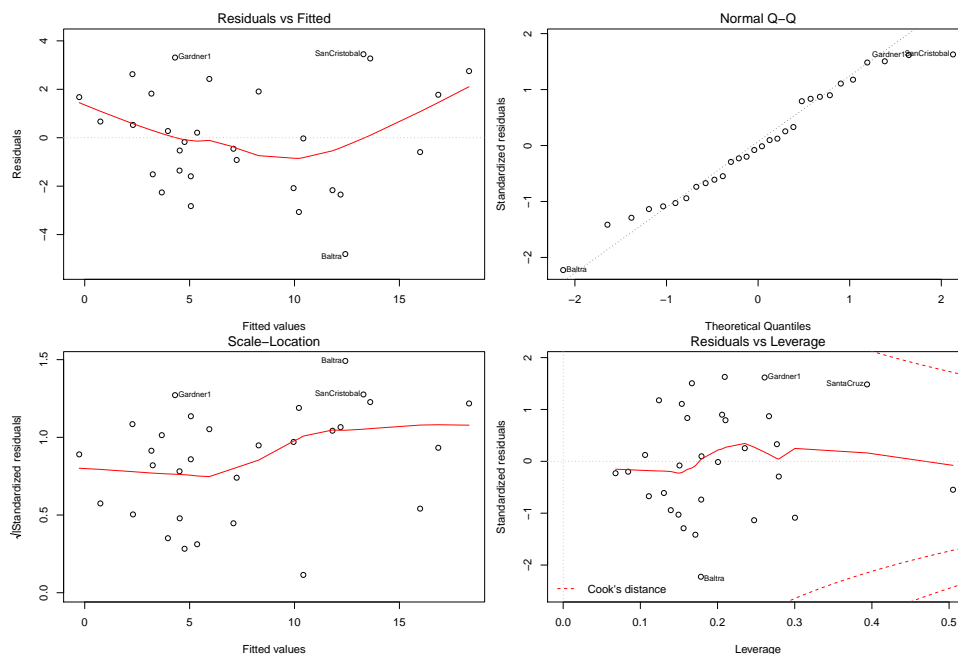 Residuals vs Fitted
Residuals
4
2
0
-2
-4
Gardner1
SanCristobal
Baltra
0
5
10
15
Fitted values
Normal Q-Q
Standardized residuals
2
1
0
-1
-2
Gardner1
SanCristobal
Baltra
-2
-1
0
1
2
Theoretical Quantiles
Scale-Location
√|Standardized residuals|
1.5
1.0
0.5
0.0
Baltra
Gardner1
SanCristobal
0
5
10
15
Fitted values
Residuals vs Leverage
Standardized residuals
2
1
0
-1
-2
Gardner1
SantaCruz
Baltra
Cook's distance
0.0
0.1
0.2
0.3
0.4
0.5
Leverage